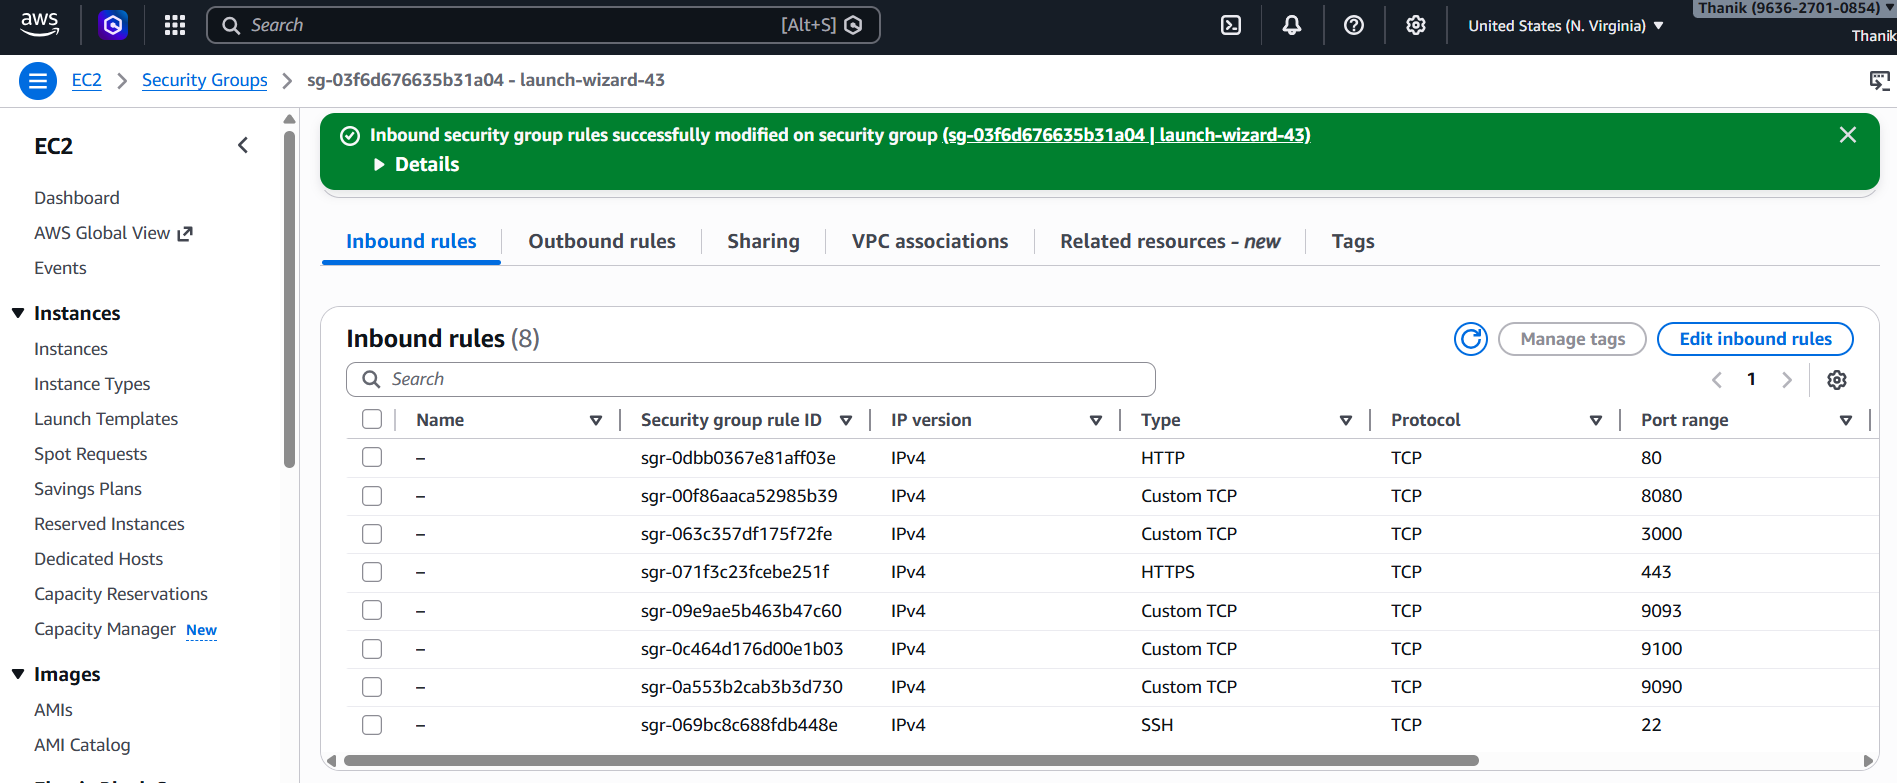 aws
Search [Alt+S]
United States (N. Virginia)
Thanik (9636-2701-0854)
Thanik
EC2 Security Groups sg-03f6d676635b31a04 - launch-wizard-43
EC2
Dashboard
AWS Global View
Events
Instances
Instances
Instance Types
Launch Templates
Spot Requests
Savings Plans
Reserved Instances
Dedicated Hosts
Capacity Reservations
Capacity Manager New
Images
AMIs
AMI Catalog
Inbound security group rules successfully modified on security group (sg-03f6d676635b31a04 | launch-wizard-43)
Details
Inbound rules Outbound rules Sharing VPC associations Related resources - new Tags
Inbound rules (8)
Manage tags Edit inbound rules
Search
1
Name Security group rule ID IP version Type Protocol Port range
– sgr-0dbb0367e81aff03e IPv4 HTTP TCP 80
– sgr-00f86aaca52985b39 IPv4 Custom TCP TCP 8080
– sgr-063c357df175f72fe IPv4 Custom TCP TCP 3000
– sgr-071f3c23fcebe251f IPv4 HTTPS TCP 443
– sgr-09e9ae5b463b47c60 IPv4 Custom TCP TCP 9093
– sgr-0c464d176d00e1b03 IPv4 Custom TCP TCP 9100
– sgr-0a553b2cab3b3d730 IPv4 Custom TCP TCP 9090
– sgr-069bc8c688fdb448e IPv4 SSH TCP 22